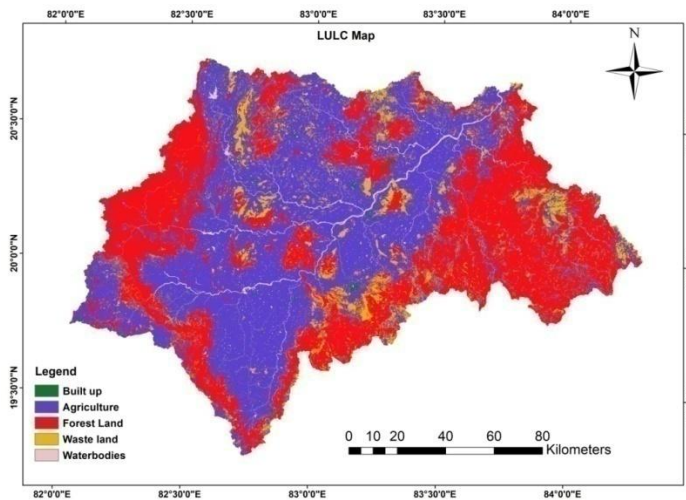 82°0'0"E 82°30'0"E 83°0'0"E 83°30'0"E 84°0'0"E
LULC Map
N
20°30'0"N
20°0'0"N
19°30'0"N
Legend
Built up
Agriculture
Forest Land
Waste land
Waterbodies
0 10 20 40 60 80
Kilometers
82°0'0"E 82°30'0"E 83°0'0"E 83°30'0"E 84°0'0"E